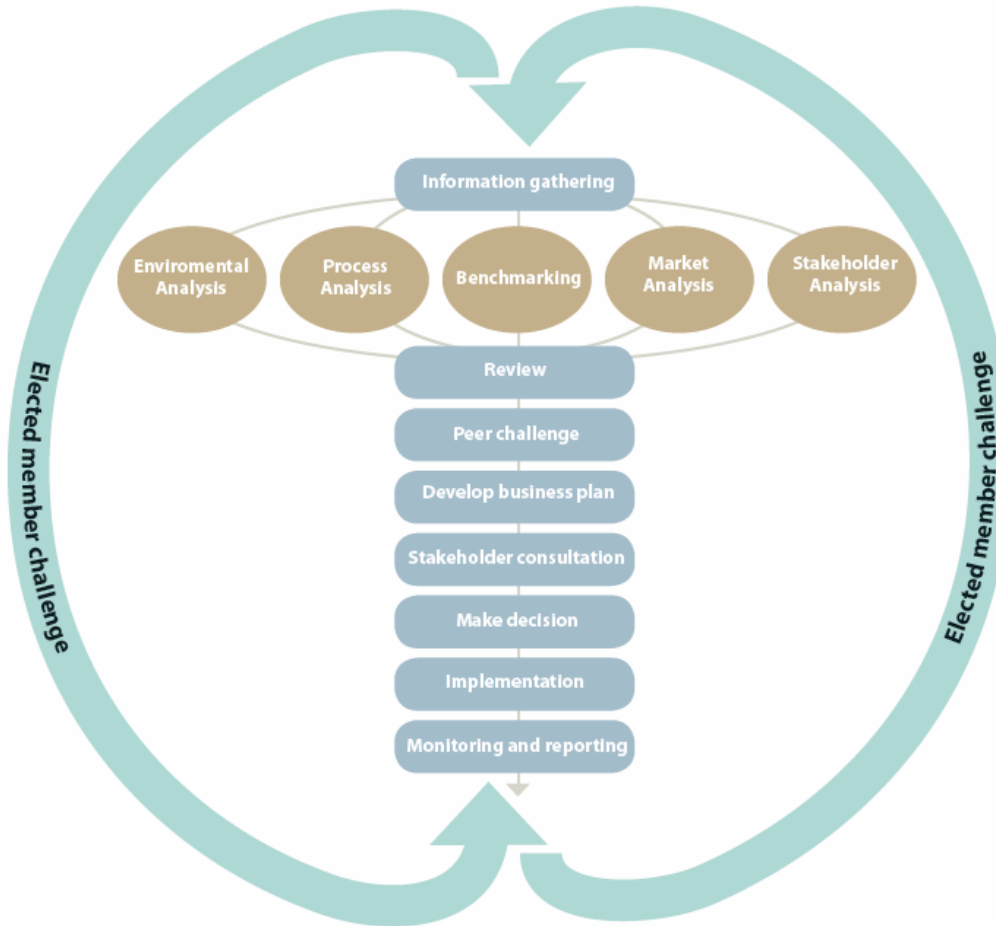 Information gathering
Enviromental
Analysis
Process
Analysis
Benchmarking
Market
Analysis
Stakeholder
Analysis
Review
Peer challenge
Develop business plan
Stakeholder consultation
Make decision
Implementation
Monitoring and reporting
Elected member challenge
Elected member challenge